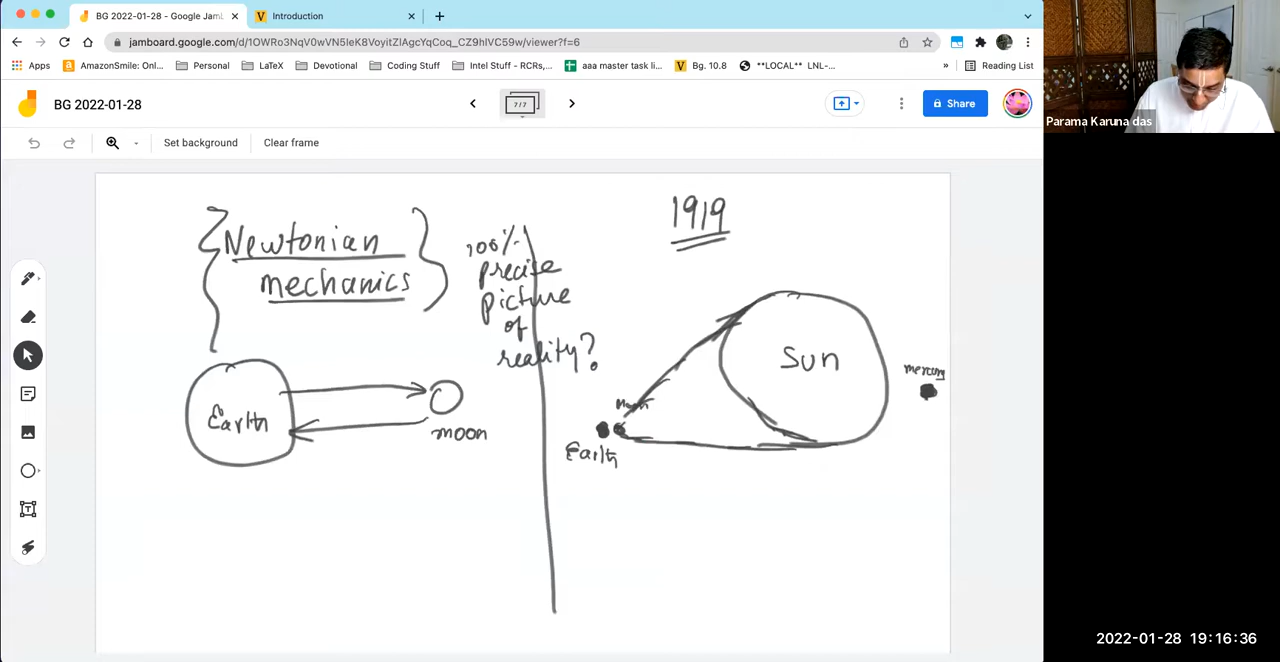 BG 2022-01-28 - Google Jam
Introduction
jamboard.google.com/d/1OWRo3NqV0wVN5leK8VoyitZIAgcYqCoq_CZ9hIVC59w/viewer?f=6
Apps
AmazonSmile: Onl...
Personal
LaTeX
Devotional
Coding Stuff
Intel Stuff - RCRs,...
aaa master task li...
Bg. 10.8
**LOCAL** LNL-...
»
Reading List
BG 2022-01-28
7/7
Share
Set background
Clear frame
Parama Karuna das
Newtonian
mechanics
100%
precise
picture
of
reality?
Earth
moon
1919
Sun
mercury
Moon
Earth
2022-01-28 19:16:36